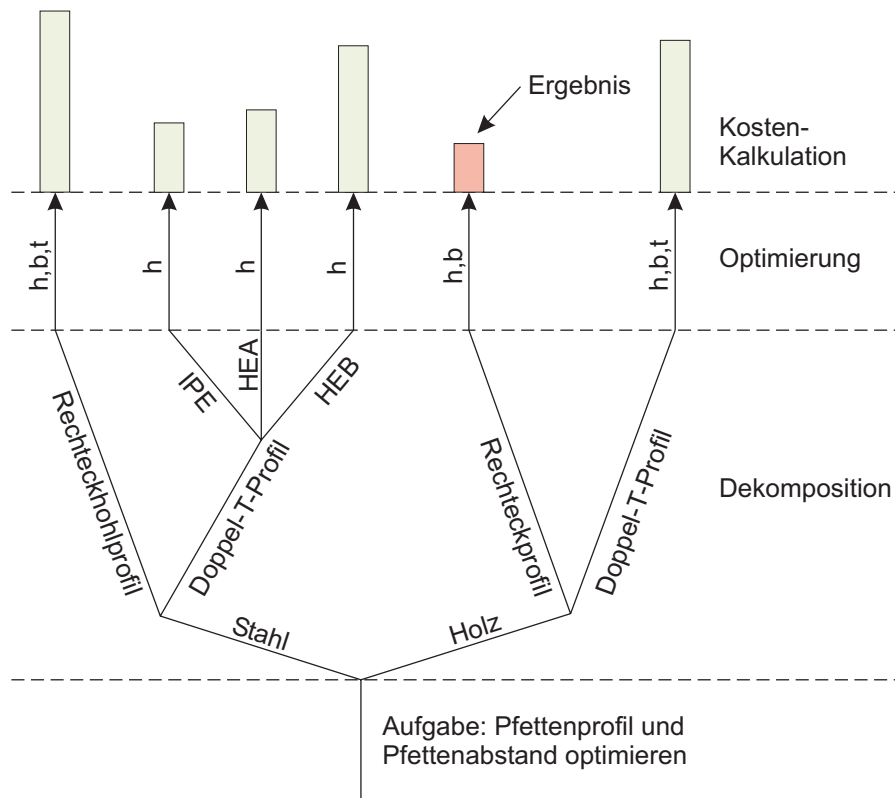 Ergebnis
Kosten-
Kalkulation
h,b,t
h
h
h
h,b
h,b,t
Optimierung
IPE
HEA
HEB
Rechteckhohlprofil
Doppel-T-Profil
Rechteckprofil
Doppel-T-Profil
Dekomposition
Stahl
Holz
Aufgabe: Pfettenprofil und
Pfettenabstand optimieren